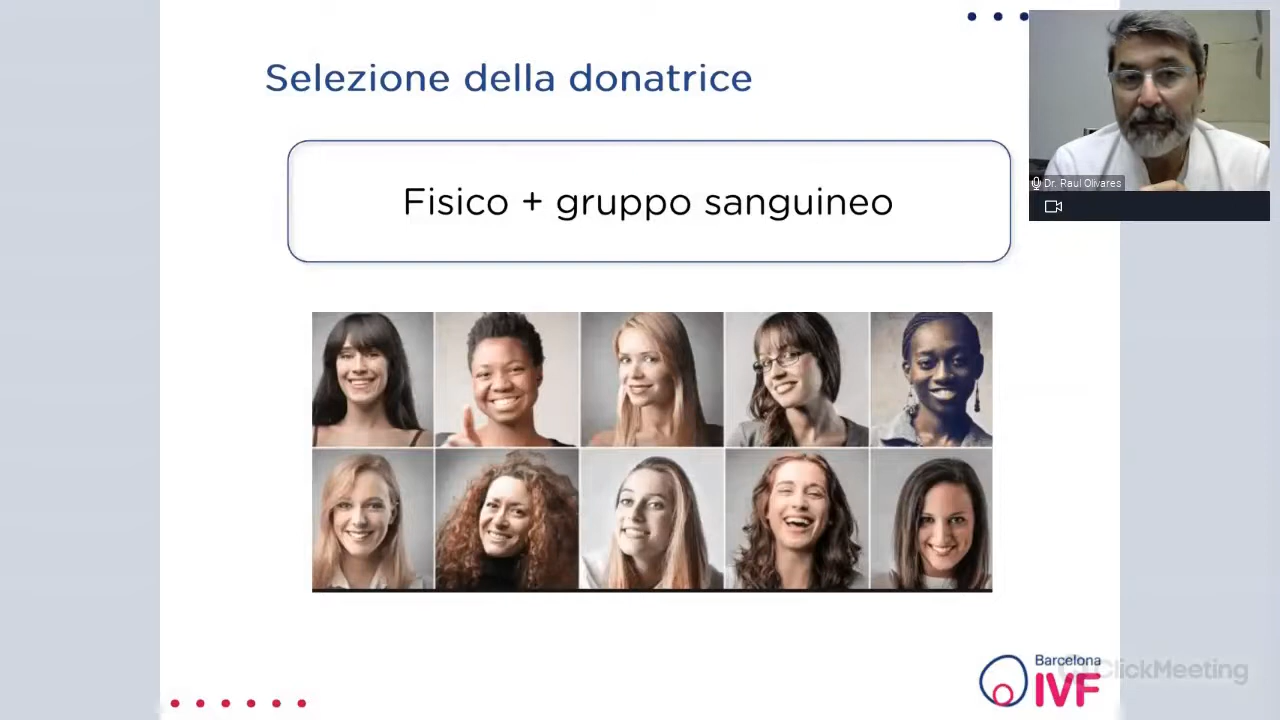 Selezione della donatrice
Dr. Raul Olivares
Fisico + gruppo sanguineo
Barcelona
IVF
ClickMeeting